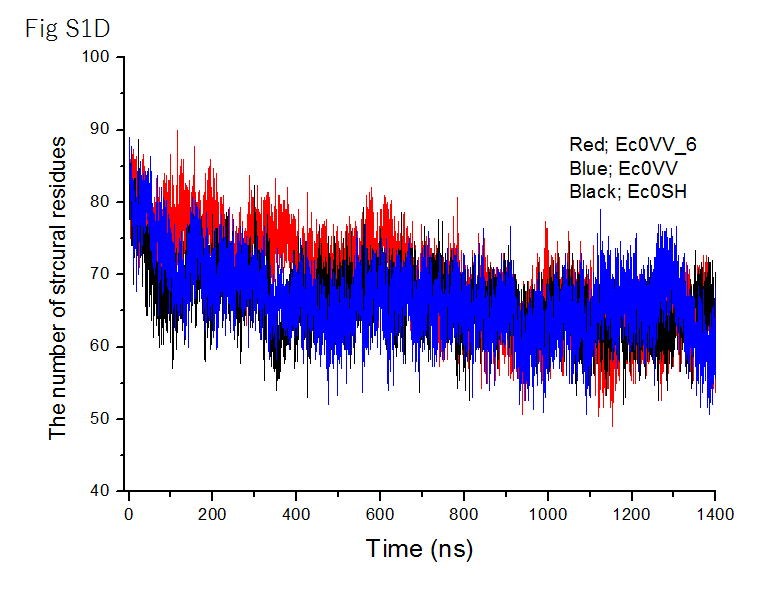 Fig S1D
100
90
80
70
60
50
40
The number of strcural residues
Red; Ec0VV_6
Blue; Ec0VV
Black; Ec0SH
0 200 400 600 800 1000 1200 1400
Time (ns)